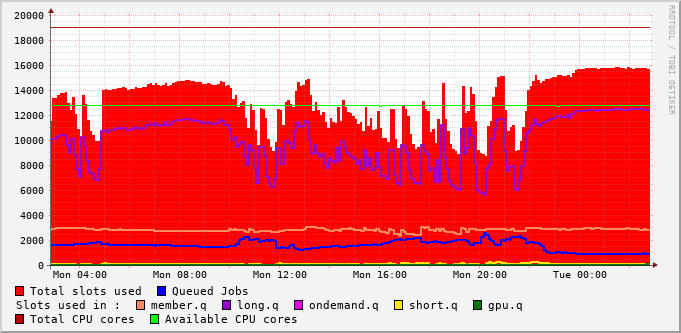 20000
18000
16000
14000
12000
10000
8000
6000
4000
2000
0
Mon 04:00 Mon 08:00 Mon 12:00 Mon 16:00 Mon 20:00 Tue 00:00
RRDTOOL / TOBI OETIKER
Total slots used Queued Jobs
Slots used in : member.q long.q ondemand.q short.q gpu.q
Total CPU cores Available CPU cores